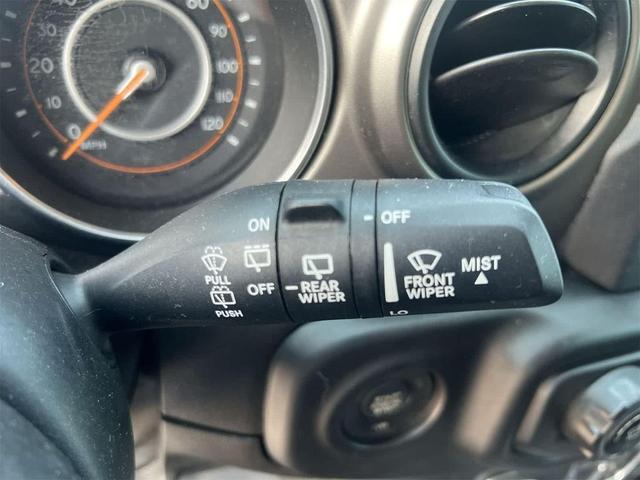 80
40
30
20
10
0
MPH
90
100
110
120
ON
OFF
PULL
PUSH
REAR
WIPER
OFF
FRONT
WIPER
MIST
LO